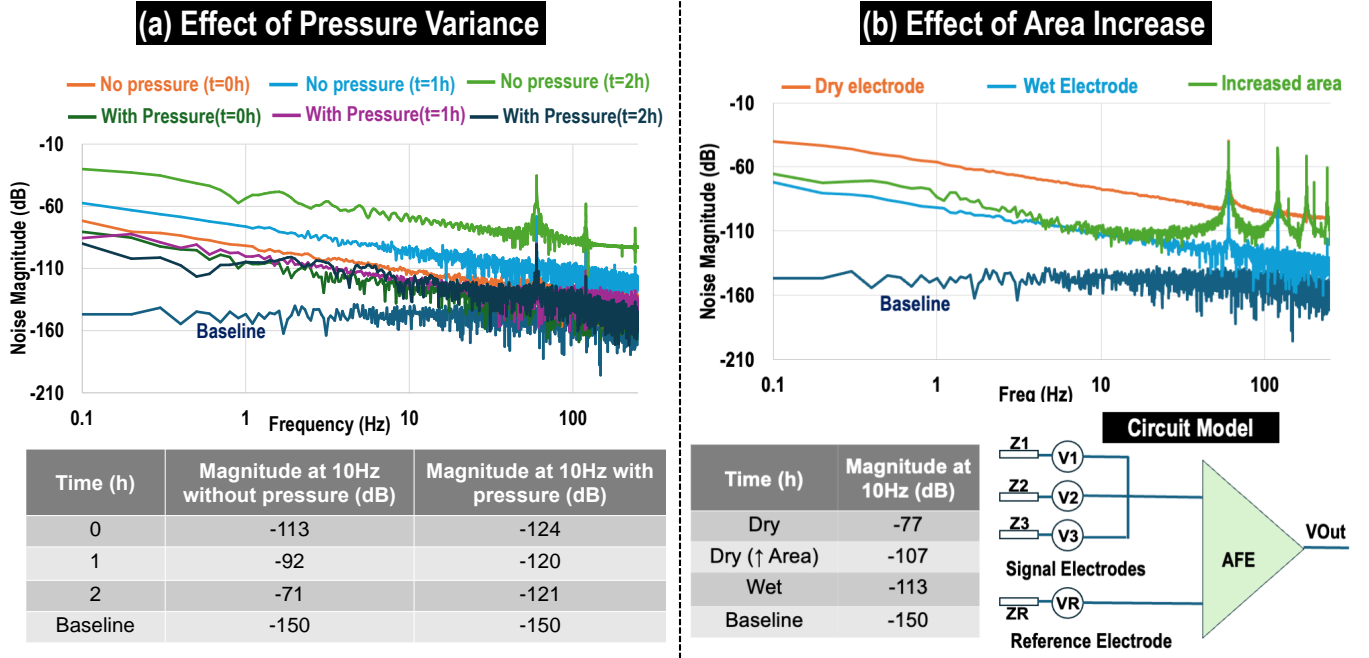 (a) Effect of Pressure Variance
No pressure (t=0h) No pressure (t=1h) No pressure (t=2h)
With Pressure(t=0h) With Pressure(t=1h) With Pressure(t=2h)
Noise Magnitude (dB)
-10
-60
-110
-160
-210
Baseline
0.1 1 10 100
Frequency (Hz)
Time (h) Magnitude at 10Hz without pressure (dB) Magnitude at 10Hz with pressure (dB)
0 -113 -124
1 -92 -120
2 -71 -121
Baseline -150 -150
(b) Effect of Area Increase
Dry electrode Wet Electrode Increased area
Noise Magnitude (dB)
-10
-60
-110
-160
-210
Baseline
0.1 1 10 100
Freq (Hz)
Time (h) Magnitude at 10Hz (dB)
Dry -77
Dry (↑ Area) -107
Wet -113
Baseline -150
Circuit Model
Z1 V1
Z2 V2
Z3 V3
Signal Electrodes
ZR VR
Reference Electrode
AFE
VOut